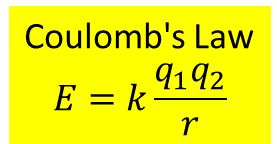 Coulomb's Law
E = k q₁q₂ / r